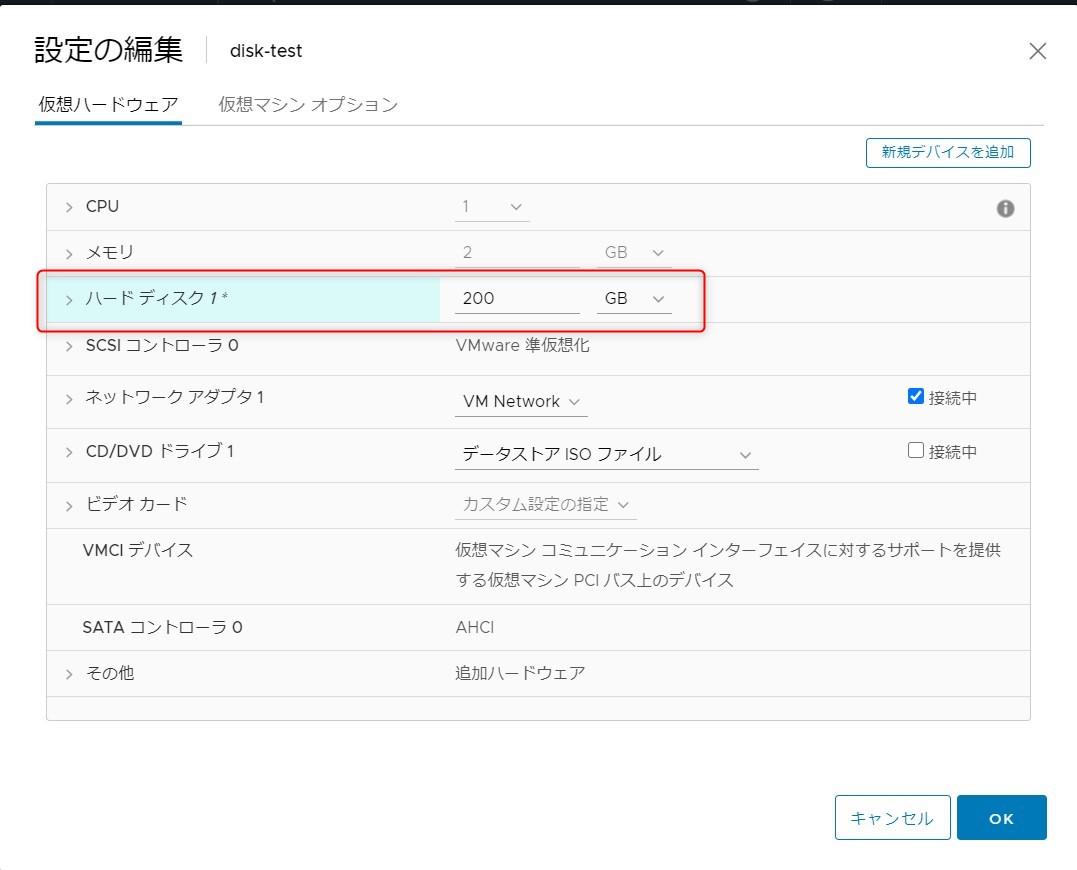 設定の編集 disk-test
仮想ハードウェア 仮想マシン オプション
新規デバイスを追加
CPU 1
メモリ 2 GB
ハード ディスク 1 * 200 GB
SCSI コントローラ 0 VMware 準仮想化
ネットワーク アダプタ 1 VM Network 接続中
CD/DVD ドライブ 1 データストア ISO ファイル 接続中
ビデオ カード カスタム設定の指定
VMCI デバイス 仮想マシン コミュニケーション インターフェイスに対するサポートを提供
する仮想マシン PCI バス上のデバイス
SATA コントローラ 0 AHCI
その他 追加ハードウェア
キャンセル OK